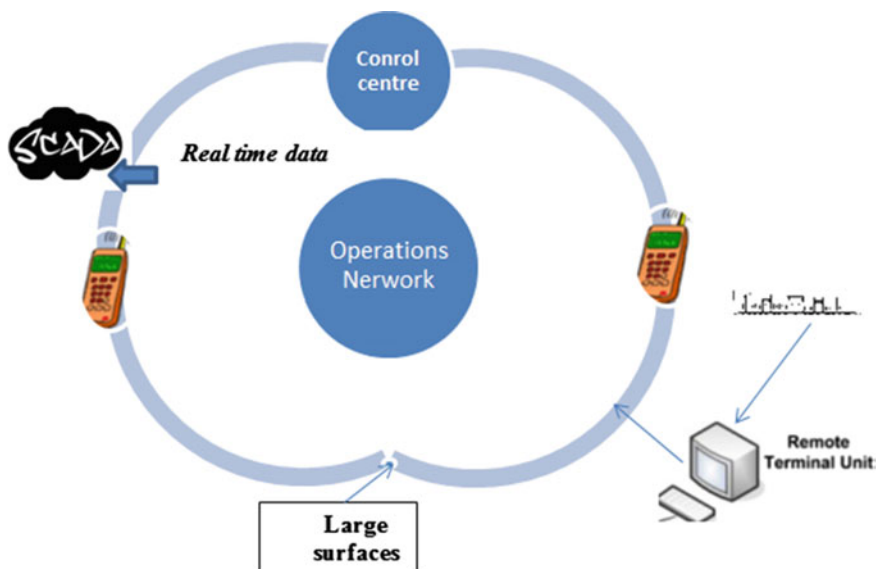 Conrol
centre
SCADA
Real time data
Operations
Nerwork
Remote
Terminal Unit:
Large
surfaces